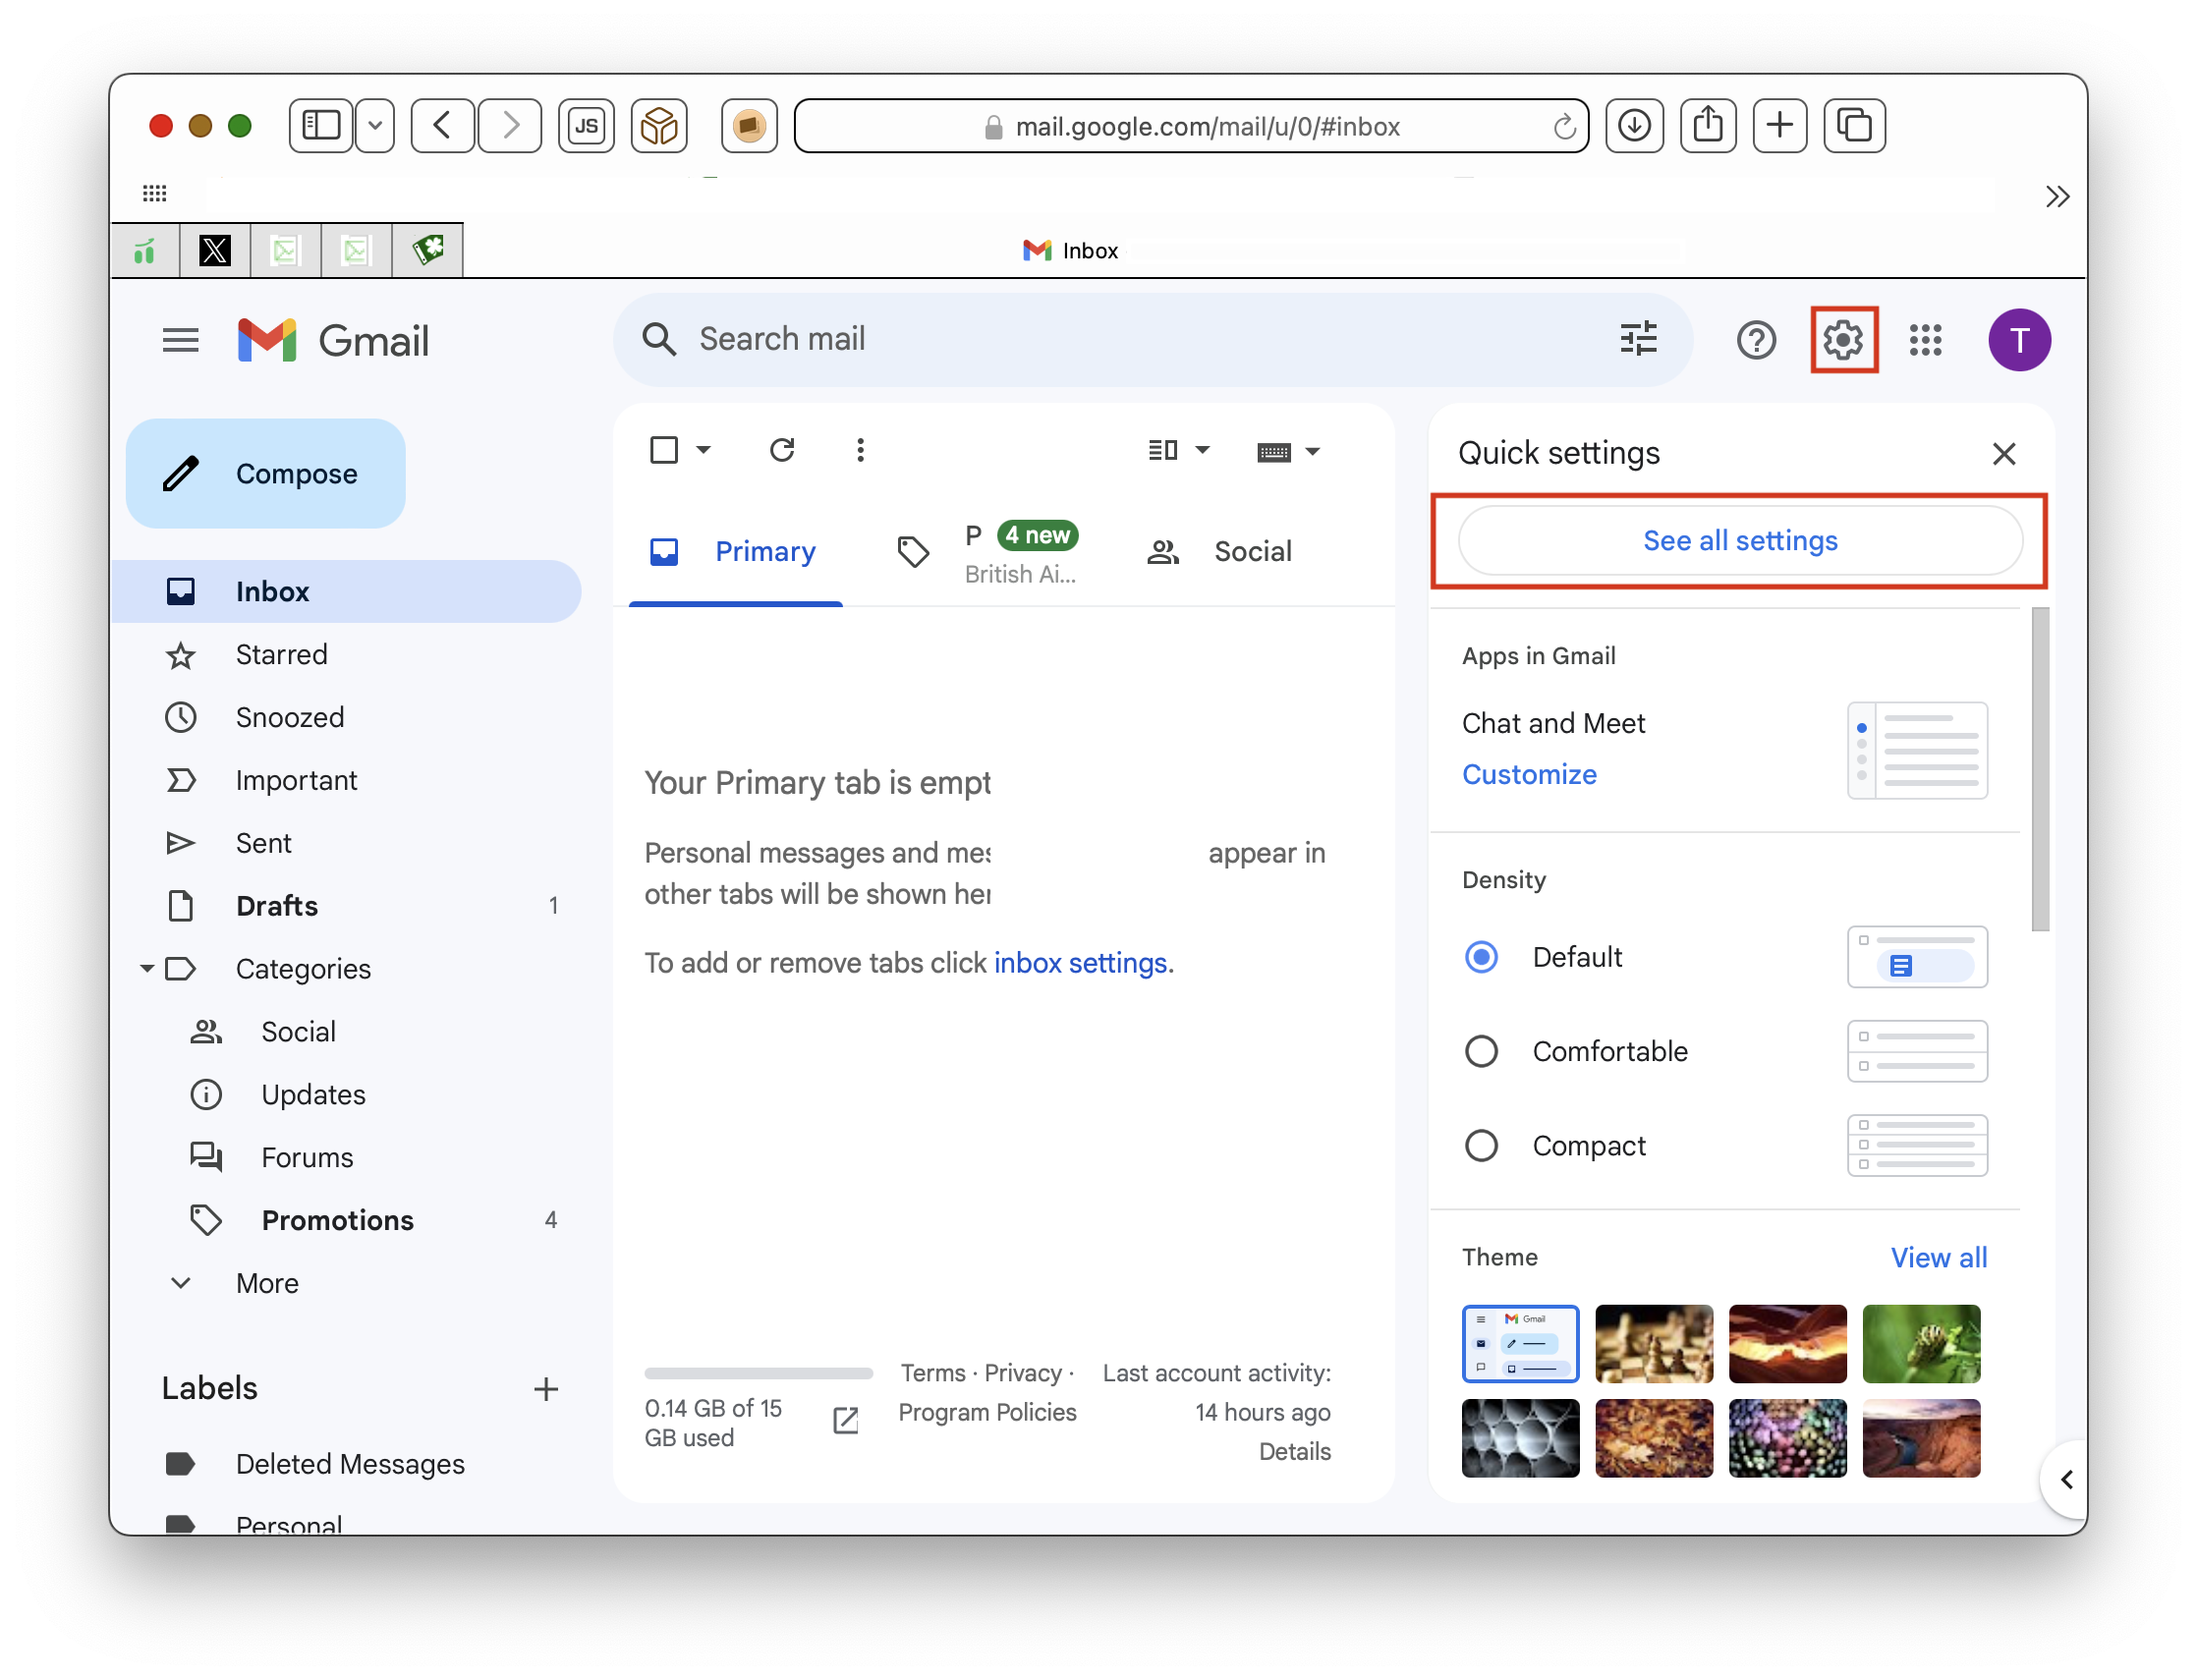 JS
mail.google.com/mail/u/0/#inbox
Inbox
Gmail
Search mail
T
Compose
Inbox
Starred
Snoozed
Important
Sent
Drafts 1
Categories
Social
Updates
Forums
Promotions 4
More
Labels
Deleted Messages
Personal
Primary
P 4 new
British Ai...
Social
Your Primary tab is empt
Personal messages and mes appear in
other tabs will be shown her
To add or remove tabs click inbox settings.
0.14 GB of 15
GB used
Terms · Privacy ·
Program Policies
Last account activity:
14 hours ago
Details
Quick settings
See all settings
Apps in Gmail
Chat and Meet
Customize
Density
Default
Comfortable
Compact
Theme View all
Gmail